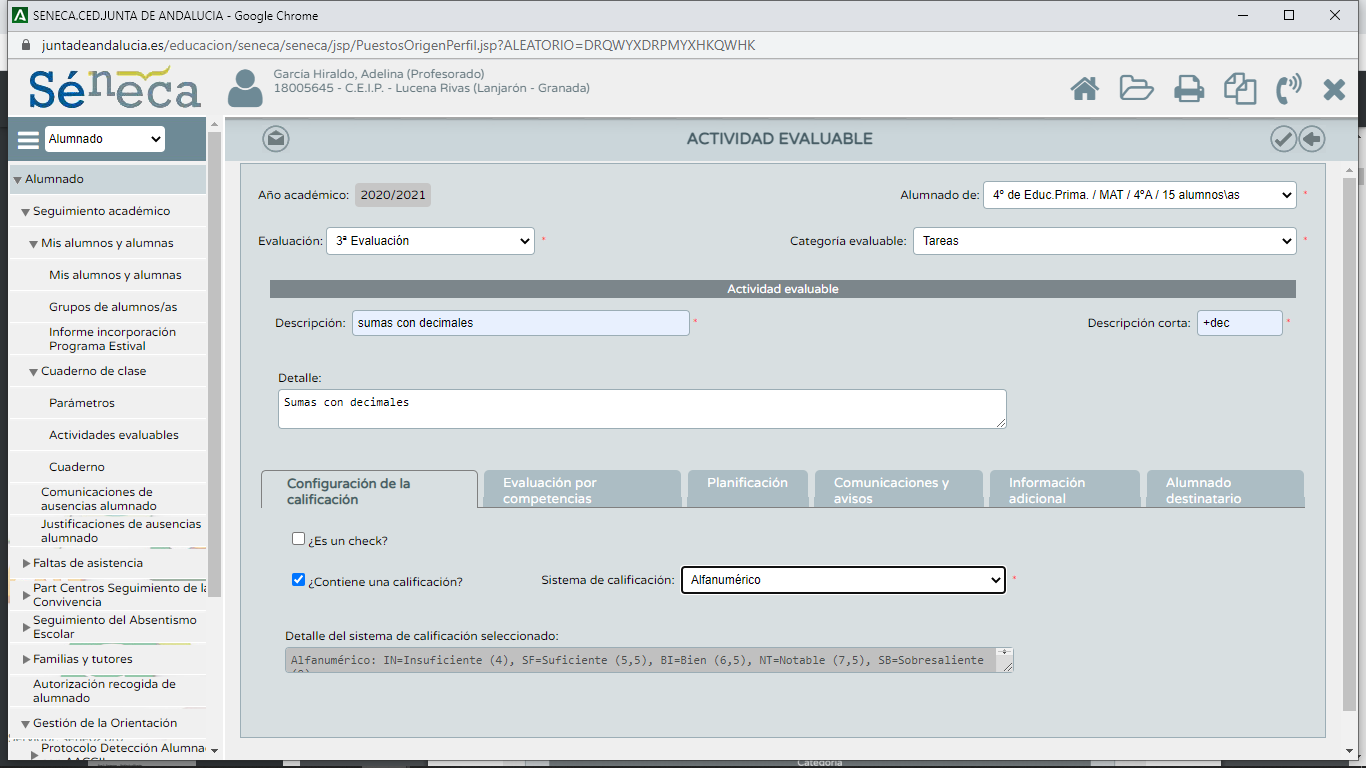 SENECA.CED.JUNTA DE ANDALUCIA - Google Chrome
juntadeandalucia.es/educacion/seneca/seneca/jsp/PuestosOrigenPerfil.jsp?ALEATORIO=DRQWYXDRPMYXHKQWHK
Séneca
García Hiraldo, Adelina (Profesorado)
18005645 - C.E.I.P. - Lucena Rivas (Lanjarón - Granada)
Alumnado
ACTIVIDAD EVALUABLE
Alumnado
Seguimiento académico
Mis alumnos y alumnas
Mis alumnos y alumnas
Grupos de alumnos/as
Informe incorporación
Programa Estival
Cuaderno de clase
Parámetros
Actividades evaluables
Cuaderno
Comunicaciones de
ausencias alumnado
Justificaciones de ausencias
alumnado
Faltas de asistencia
Part Centros Seguimiento de la
Convivencia
Seguimiento del Absentismo
Escolar
Familias y tutores
Autorización recogida de
alumnado
Gestión de la Orientación
Protocolo Detección Alumna
Año académico: 2020/2021
Alumnado de: 4º de Educ.Prima. / MAT / 4ºA / 15 alumnos\as *
Evaluación: 3ª Evaluación *
Categoría evaluable: Tareas *
Actividad evaluable
Descripción: sumas con decimales *
Descripción corta: +dec *
Detalle:
Sumas con decimales
Configuración de la
calificación
Evaluación por
competencias
Planificación
Comunicaciones y
avisos
Información
adicional
Alumnado
destinatario
¿Es un check?
¿Contiene una calificación?
Sistema de calificación: Alfanumérico *
Detalle del sistema de calificación seleccionado:
Alfanumérico: IN=Insuficiente (4), SF=Suficiente (5,5), BI=Bien (6,5), NT=Notable (7,5), SB=Sobresaliente
Categoría